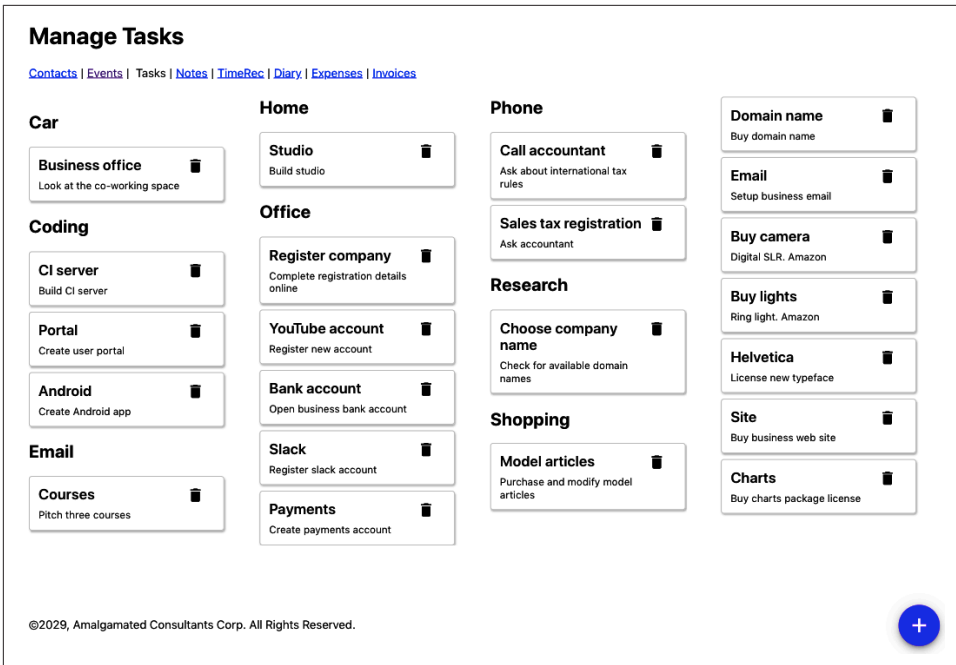 Manage Tasks
Contacts | Events | Tasks | Notes | TimeRec | Diary | Expenses | Invoices
Car
Business office
Look at the co-working space
Coding
CI server
Build CI server
Portal
Create user portal
Android
Create Android app
Email
Courses
Pitch three courses
Home
Studio
Build studio
Office
Register company
Complete registration details
online
YouTube account
Register new account
Bank account
Open business bank account
Slack
Register slack account
Payments
Create payments account
Phone
Call accountant
Ask about international tax
rules
Sales tax registration
Ask accountant
Research
Choose company
name
Check for available domain
names
Shopping
Model articles
Purchase and modify model
articles
Domain name
Buy domain name
Email
Setup business email
Buy camera
Digital SLR. Amazon
Buy lights
Ring light. Amazon
Helvetica
License new typeface
Site
Buy business web site
Charts
Buy charts package license
©2029, Amalgamated Consultants Corp. All Rights Reserved.
+